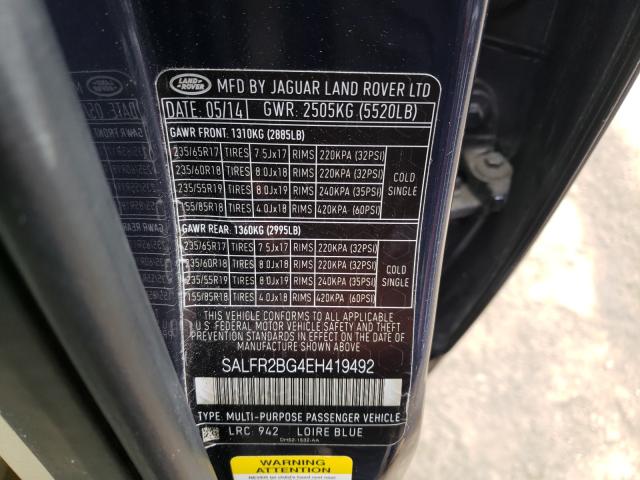 LAND ROVER
MFD BY JAGUAR LAND ROVER LTD
DATE: 05/14 GWR: 2505KG (5520LB)
GAWR FRONT: 1310KG (2885LB)
235/65R17 TIRES 7.5Jx17 RIMS 220KPA (32PSI)
235/60R18 TIRES 8.0Jx18 RIMS 220KPA (32PSI)
235/55R19 TIRES 8.0Jx19 RIMS 240KPA (35PSI)
155/85R18 TIRES 4.0Jx18 RIMS 420KPA (60PSI)
COLD SINGLE
GAWR REAR: 1360KG (2995LB)
235/65R17 TIRES 7.5Jx17 RIMS 220KPA (32PSI)
235/60R18 TIRES 8.0Jx18 RIMS 220KPA (32PSI)
235/55R19 TIRES 8.0Jx19 RIMS 240KPA (35PSI)
155/85R18 TIRES 4.0Jx18 RIMS 420KPA (60PSI)
COLD SINGLE
THIS VEHICLE CONFORMS TO ALL APPLICABLE
U.S. FEDERAL MOTOR VEHICLE SAFETY AND THEFT
PREVENTION STANDARDS IN EFFECT ON THE DATE OF
MANUFACTURE SHOWN ABOVE.
SALFR2BG4EH419492
TYPE: MULTI-PURPOSE PASSENGER VEHICLE
LRC: 942 LOIRE BLUE
WARNING
ATTENTION